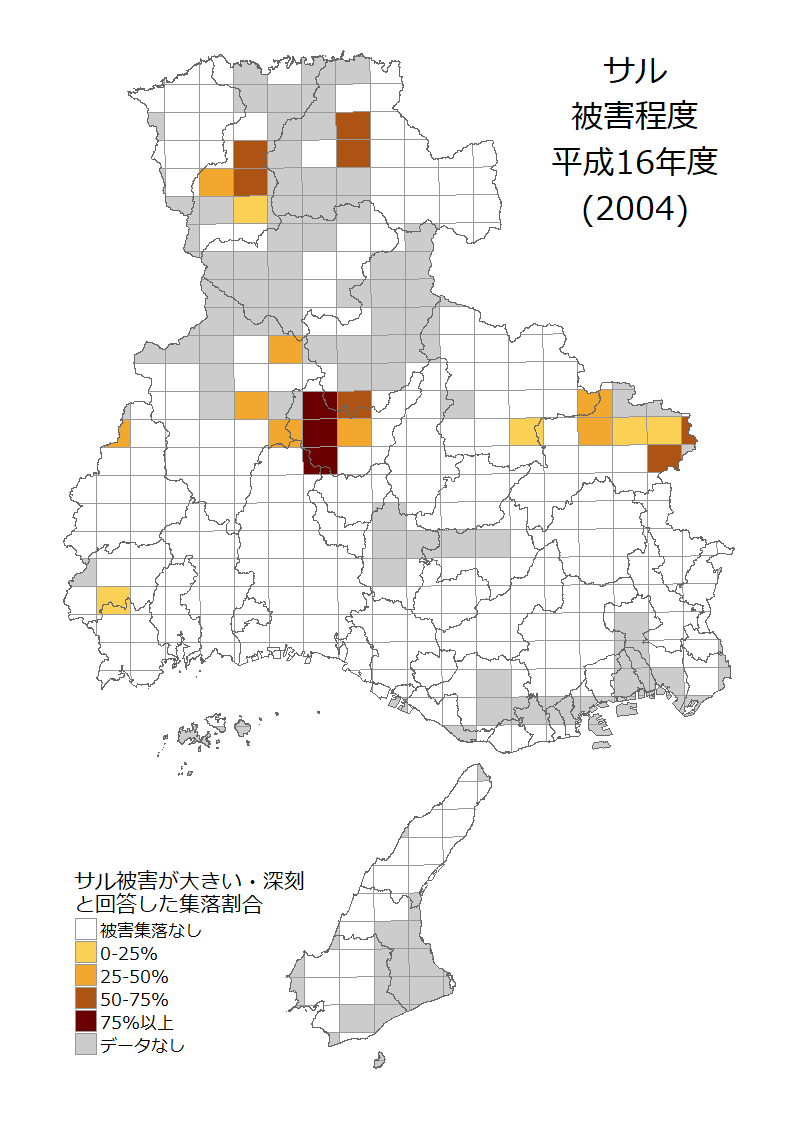 サル
被害程度
平成16年度
(2004)
サル被害が大きい・深刻
と回答した集落割合
被害集落なし
0-25%
25-50%
50-75%
75%以上
データなし